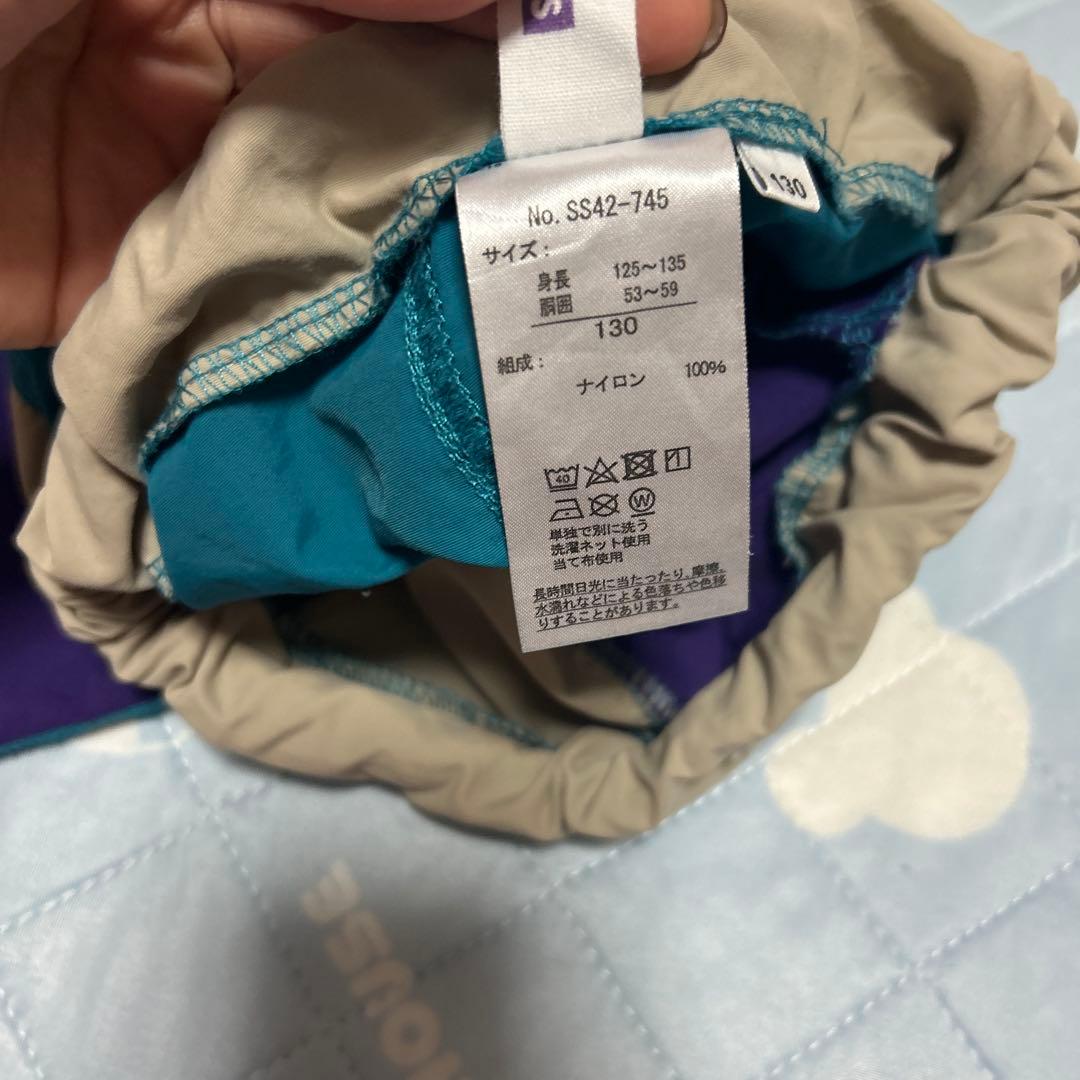 S
130
No. SS42-745
サイズ:
身長 125～135
胴囲 53～59
130
組成:
ナイロン 100%
40
W
単独で別に洗う
洗濯ネット使用
当て布使用
長時間日光に当たったり、摩擦、
水濡れなどによる色落ちや色移
りすることがあります。